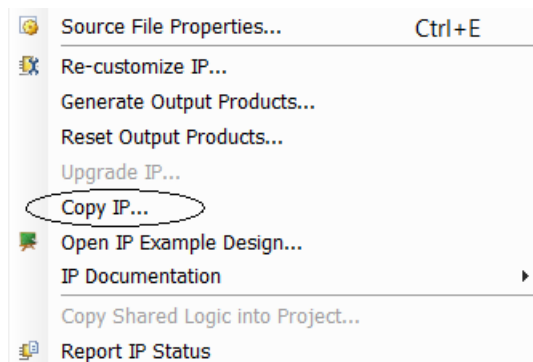 Source File Properties... Ctrl+E
Re-customize IP...
Generate Output Products...
Reset Output Products...
Upgrade IP...
Copy IP...
Open IP Example Design...
IP Documentation
Copy Shared Logic into Project...
Report IP Status